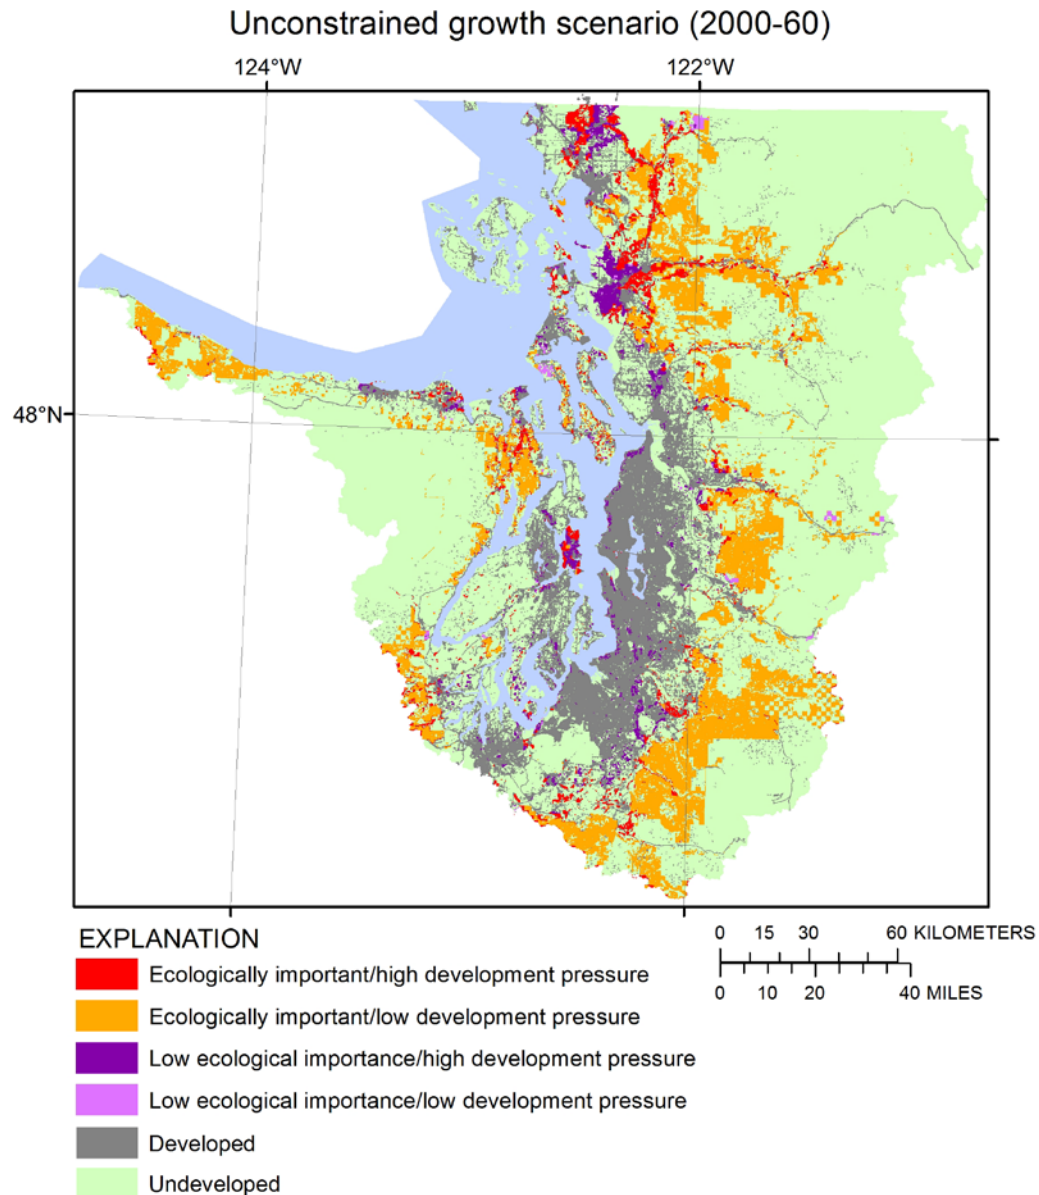 Unconstrained growth scenario (2000-60)
124°W
122°W
48°N
EXPLANATION
Ecologically important/high development pressure
Ecologically important/low development pressure
Low ecological importance/high development pressure
Low ecological importance/low development pressure
Developed
Undeveloped
0 15 30 60 KILOMETERS
0 10 20 40 MILES